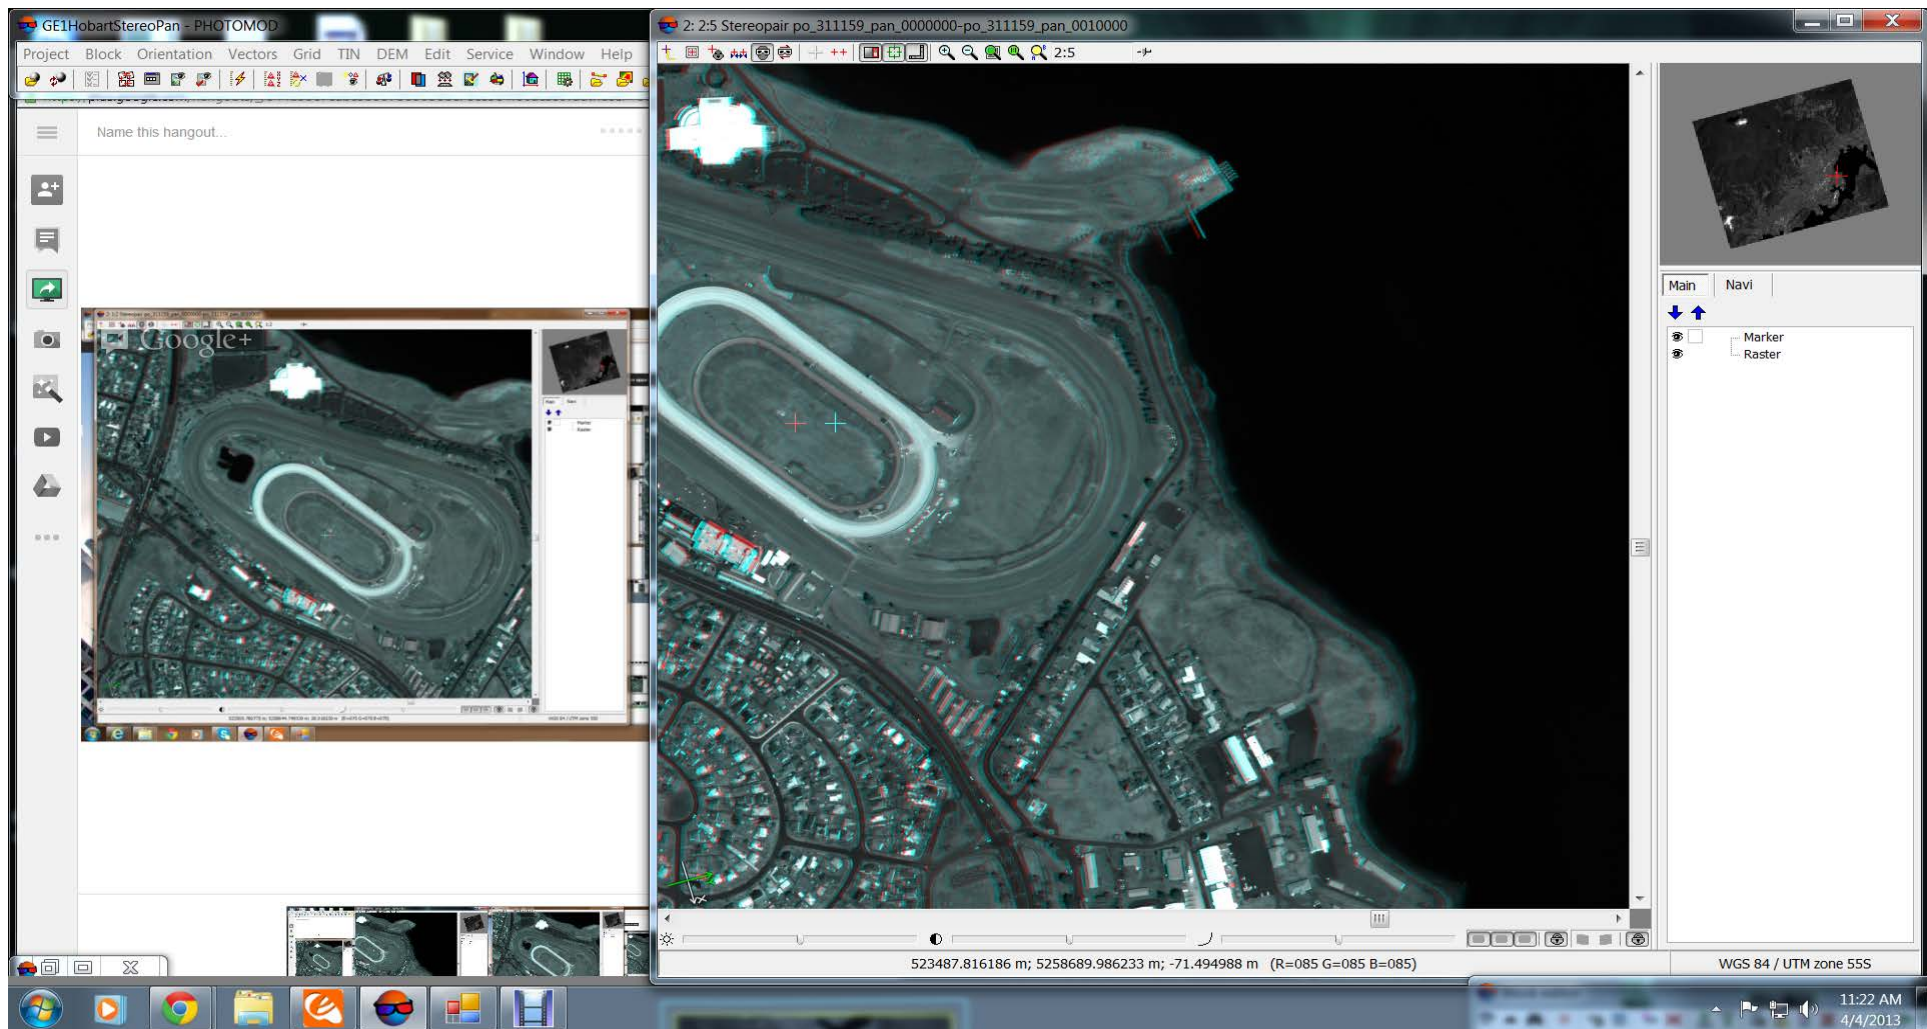 GE1HobartStereoPan - PHOTOMOD
Project Block Orientation Vectors Grid TIN DEM Edit Service Window Help
Name this hangout...
Google+
2: 2:5 Stereopair po_311159_pan_0000000-po_311159_pan_0010000
2:5
Main Navi
Marker
Raster
523487.816186 m; 5258689.986233 m; -71.494988 m (R=085 G=085 B=085)
WGS 84 / UTM zone 55S
11:22 AM
4/4/2013